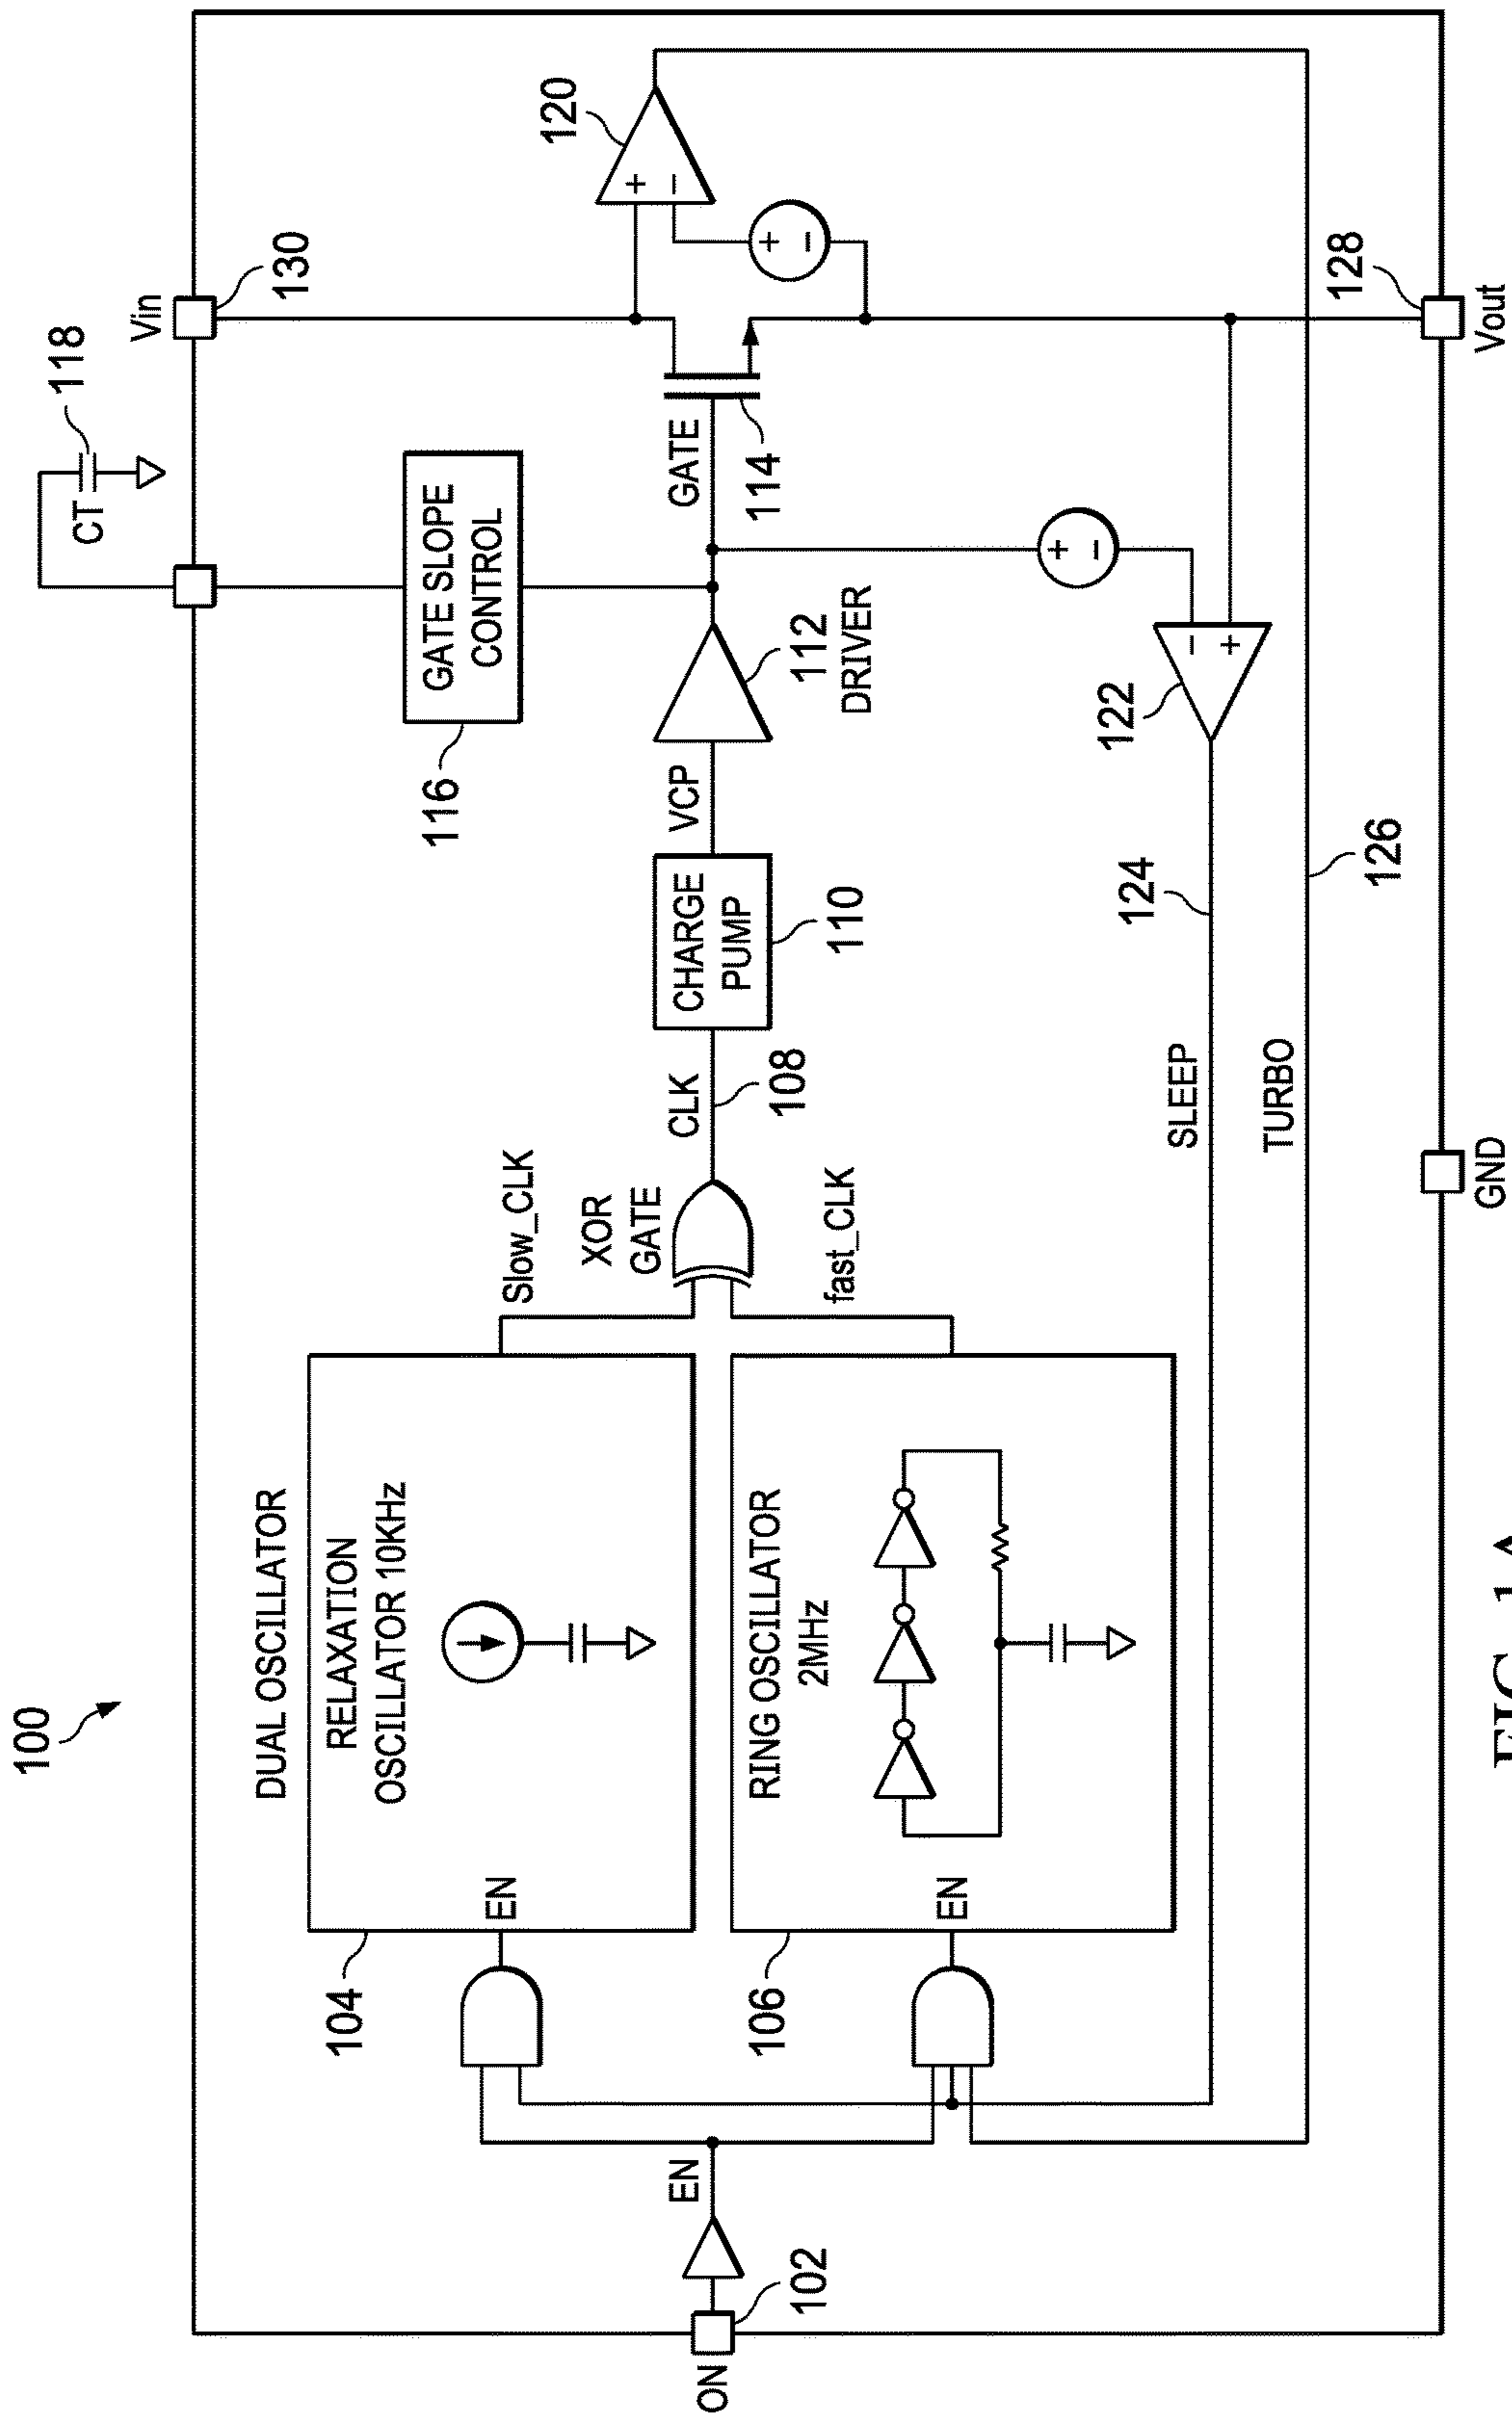 100
CT
118
Vin
130
120
+
−
+
−
DUAL OSCILLATOR
RELAXATION
OSCILLATOR 10KHz
EN
104
Slow_CLK
XOR
GATE
fast_CLK
CLK
108
CHARGE
PUMP
110
VCP
112
DRIVER
GATE SLOPE
CONTROL
116
GATE
114
ON
102
EN
RING OSCILLATOR
2MHz
EN
106
+
−
−
+
122
SLEEP
124
TURBO
126
GND
128
Vout
FIG. 1A